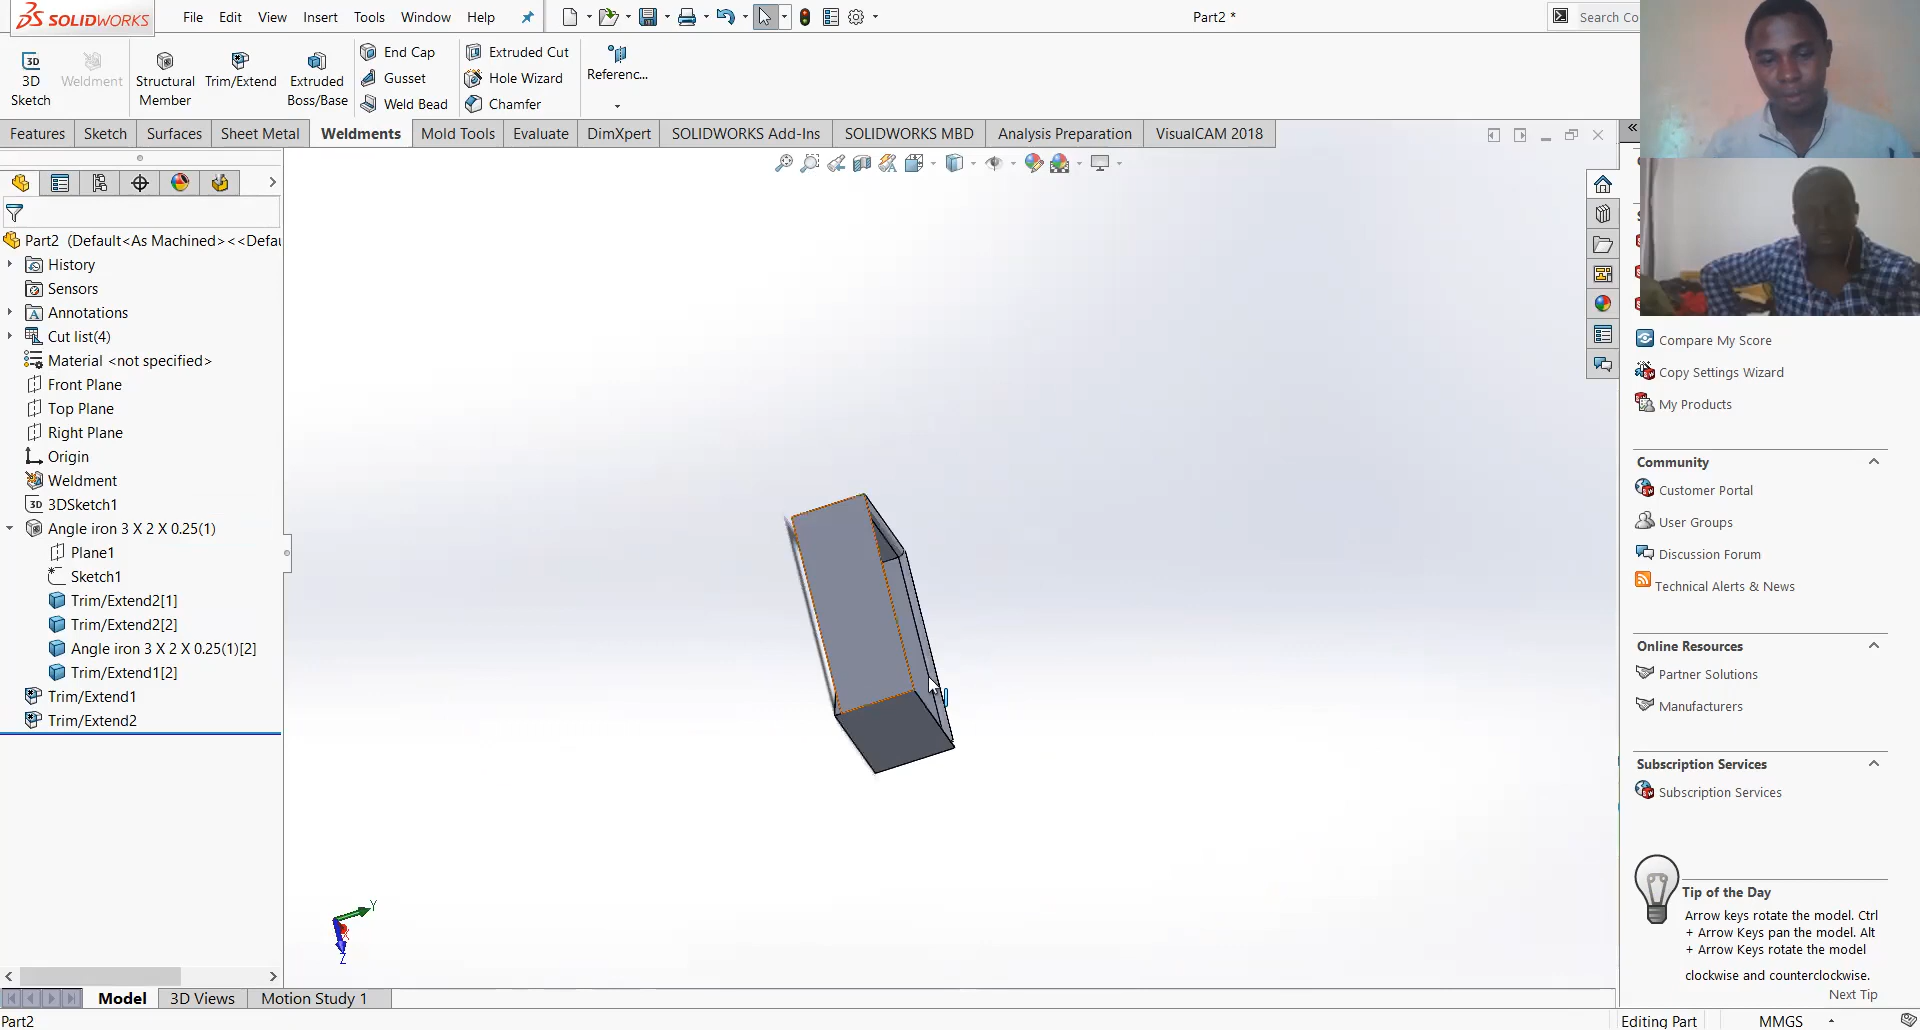 SOLIDWORKS File Edit View Insert Tools Window Help Part2 * Search Co
3D Sketch Weldment Structural Member Trim/Extend Extruded Boss/Base End Cap Gusset Weld Bead Extruded Cut Hole Wizard Chamfer Referenc...
Features Sketch Surfaces Sheet Metal Weldments Mold Tools Evaluate DimXpert SOLIDWORKS Add-Ins SOLIDWORKS MBD Analysis Preparation VisualCAM 2018
Part2 (Default<As Machined><<Defau
History
Sensors
Annotations
Cut list(4)
Material <not specified>
Front Plane
Top Plane
Right Plane
Origin
Weldment
3D 3DSketch1
Angle iron 3 X 2 X 0.25(1)
Plane1
Sketch1
Trim/Extend2[1]
Trim/Extend2[2]
Angle iron 3 X 2 X 0.25(1)[2]
Trim/Extend1[2]
Trim/Extend1
Trim/Extend2
Y
X
Z
Compare My Score
Copy Settings Wizard
My Products
Community
Customer Portal
User Groups
Discussion Forum
Technical Alerts & News
Online Resources
Partner Solutions
Manufacturers
Subscription Services
Subscription Services
Tip of the Day
Arrow keys rotate the model. Ctrl
+ Arrow Keys pan the model. Alt
+ Arrow Keys rotate the model
clockwise and counterclockwise.
Next Tip
Model 3D Views Motion Study 1
Part2 Editing Part MMGS